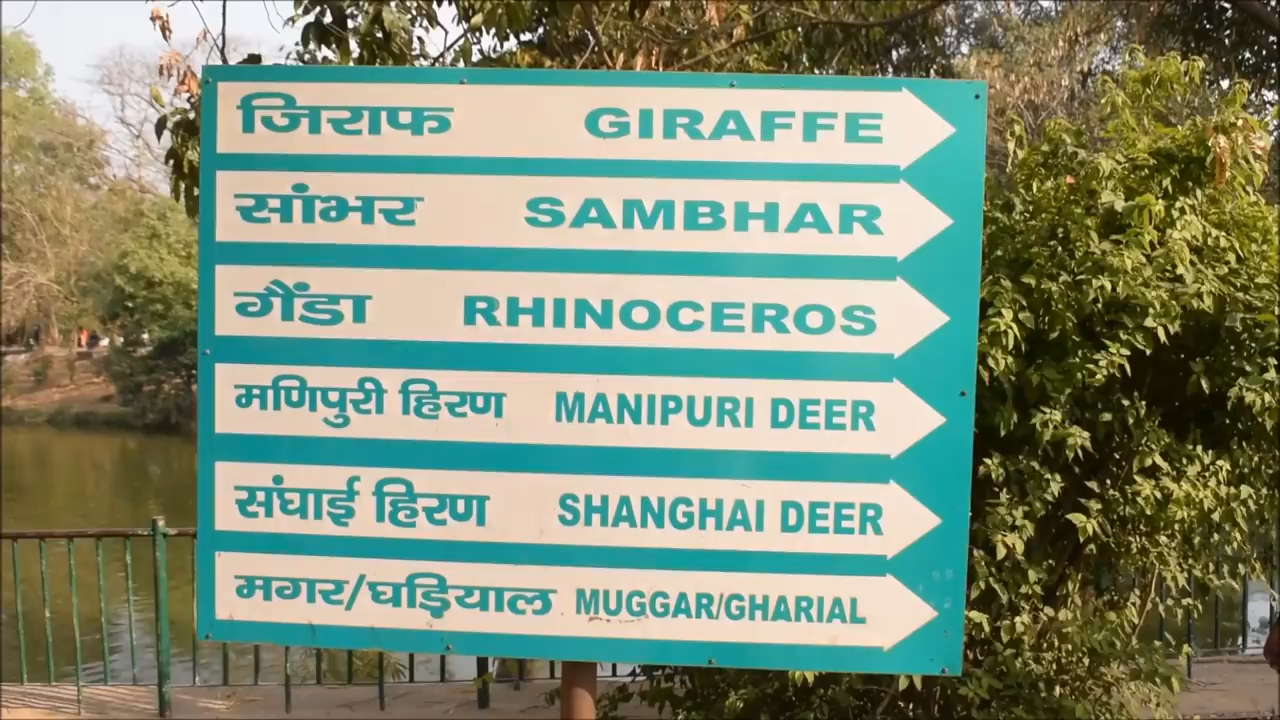 जिराफ GIRAFFE
सांभर SAMBHAR
गैंडा RHINOCEROS
मणिपुरी हिरण MANIPURI DEER
संघाई हिरण SHANGHAI DEER
मगर/घड़ियाल MUGGAR/GHARIAL